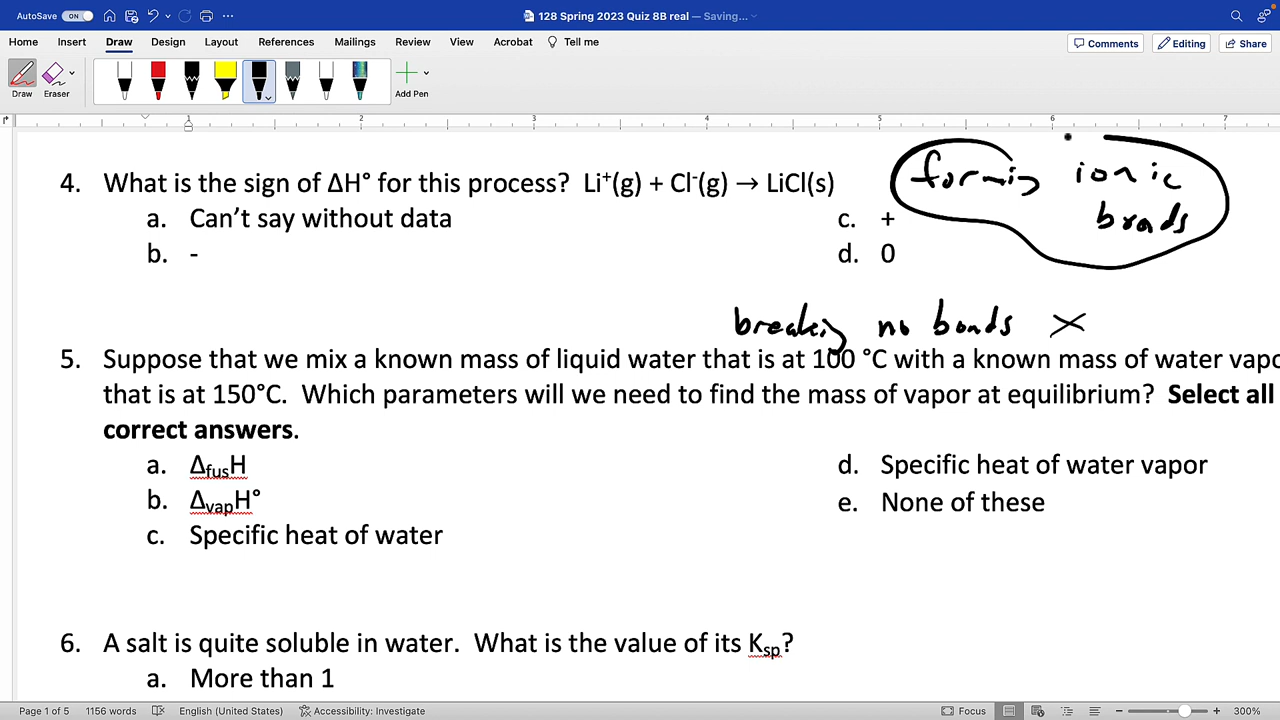 AutoSave ON 128 Spring 2023 Quiz 8B real — Saving...
Home Insert Draw Design Layout References Mailings Review View Acrobat Tell me Comments Editing Share
Draw Eraser Add Pen
1 2 3 4 5 6 7
forming ionic
bonds
4. What is the sign of ΔH° for this process? Li⁺(g) + Cl⁻(g) → LiCl(s)
a. Can't say without data c. +
b. - d. 0
breaking no bonds X
5. Suppose that we mix a known mass of liquid water that is at 100 °C with a known mass of water vapo
that is at 150°C. Which parameters will we need to find the mass of vapor at equilibrium? Select all
correct answers.
a. ΔfusH d. Specific heat of water vapor
b. ΔvapH° e. None of these
c. Specific heat of water
6. A salt is quite soluble in water. What is the value of its Ksp?
a. More than 1
Page 1 of 5 1156 words English (United States) Accessibility: Investigate Focus 300%